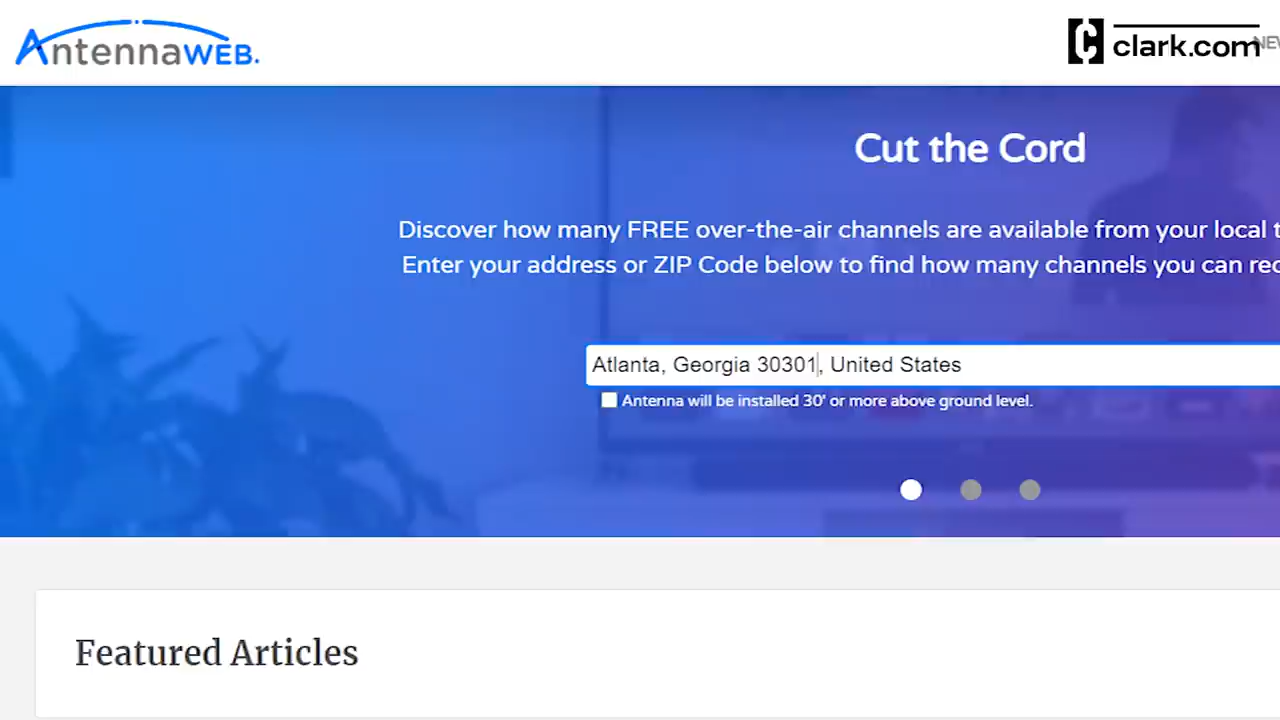 AntennaWEB.
clark.com
Cut the Cord
Discover how many FREE over-the-air channels are available from your local
Enter your address or ZIP Code below to find how many channels you can
Atlanta, Georgia 30301, United States
Antenna will be installed 30' or more above ground level.
Featured Articles